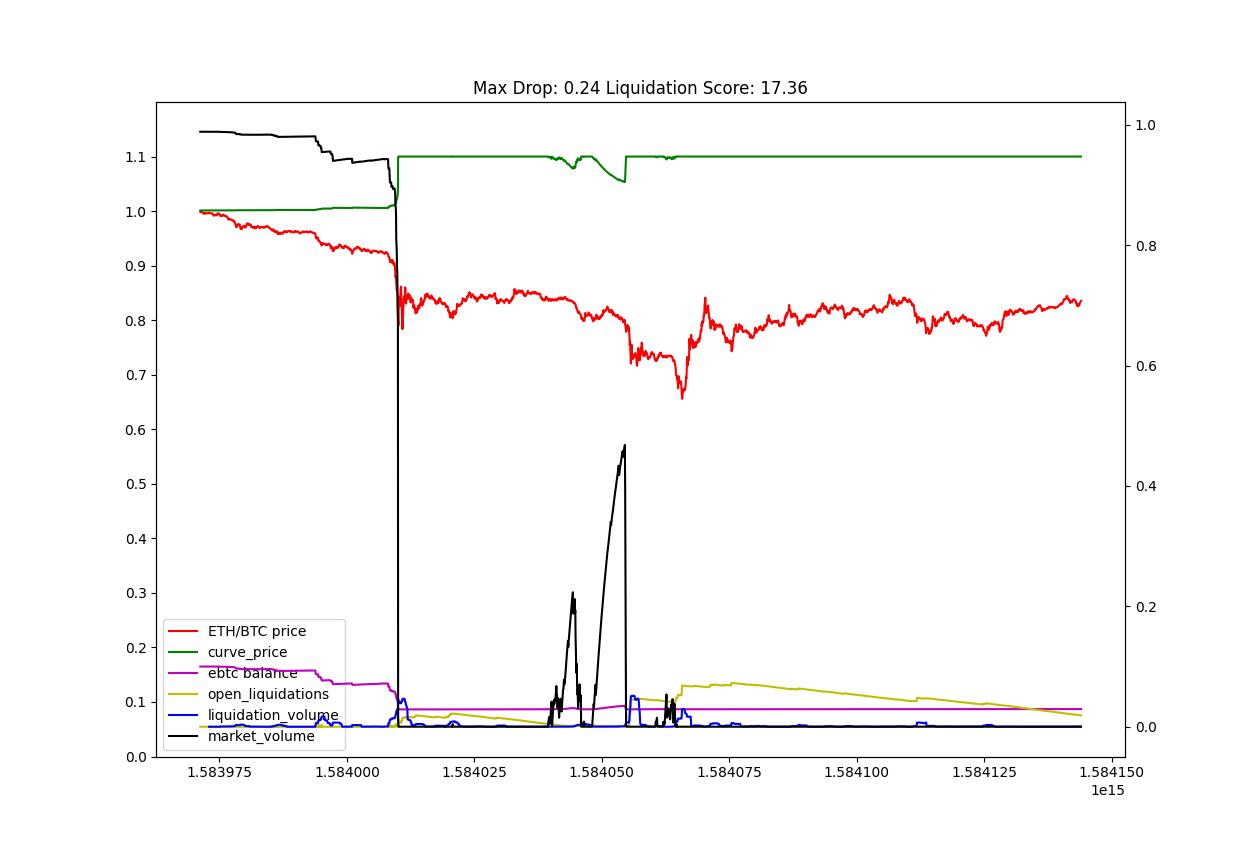 Max Drop: 0.24 Liquidation Score: 17.36
1.1
1.0
0.9
0.8
0.7
0.6
0.5
0.4
0.3
0.2
0.1
0.0
1.0
0.8
0.6
0.4
0.2
0.0
ETH/BTC price
curve_price
ebtc balance
open_liquidations
liquidation_volume
market_volume
1.583975 1.584000 1.584025 1.584050 1.584075 1.584100 1.584125 1.584150
1e15